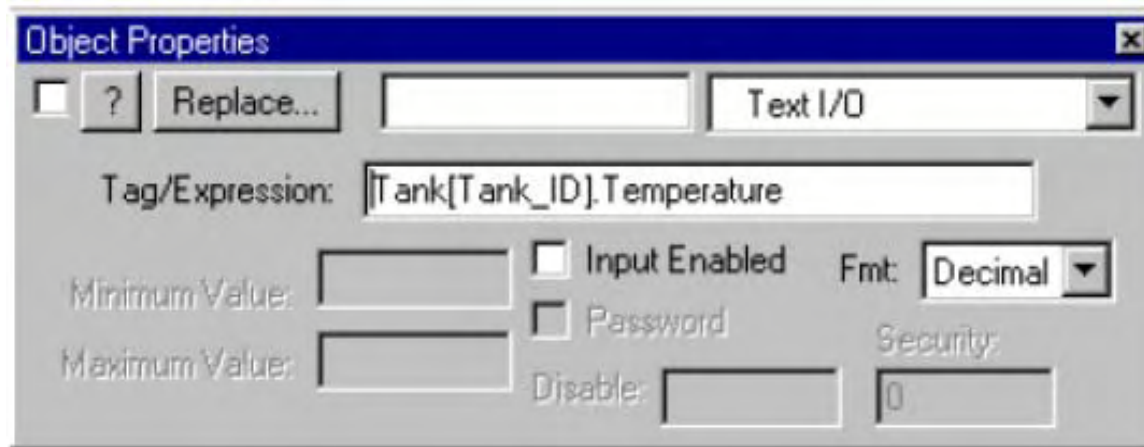 Object Properties
? Replace... Text I/O
Tag/Expression: Tank[Tank_ID].Temperature
Input Enabled Fmt: Decimal
Minimum Value:
Password
Security:
Maximum Value:
Disable: 0